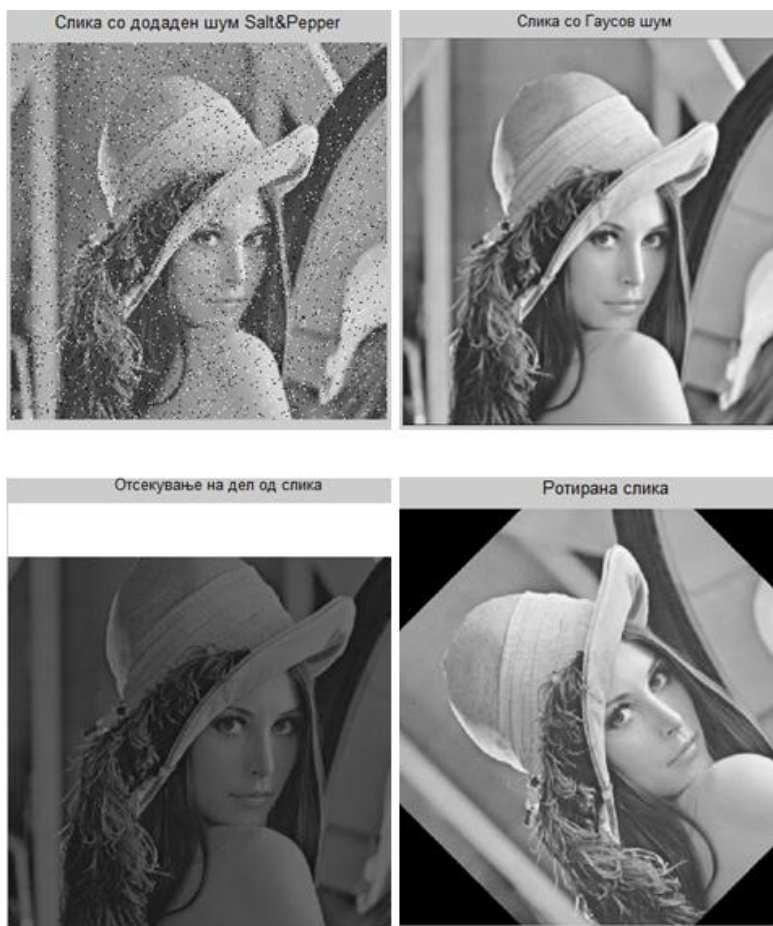 Слика со додаден шум Salt&Pepper
Слика со Гаусов шум
Отсекување на дел од слика
Ротирана слика